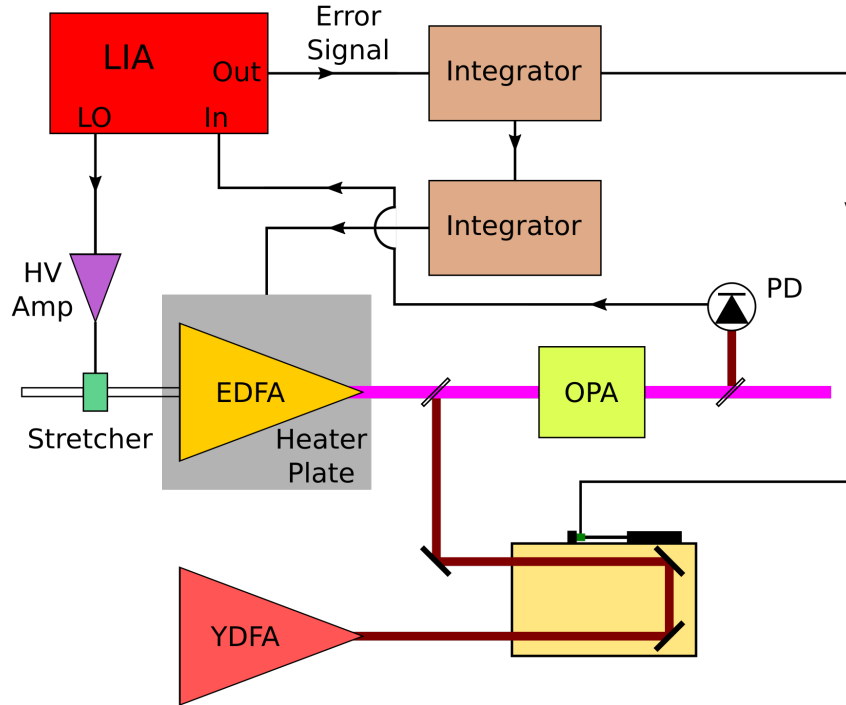 Error
Signal
LIA
Out
LO
In
Integrator
Integrator
HV
Amp
PD
EDFA
OPA
Stretcher
Heater
Plate
YDFA